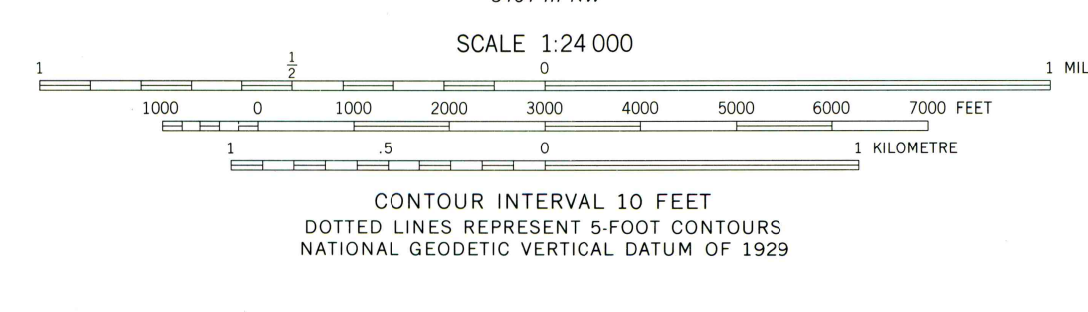 SCALE 1:24 000
1 1/2 0 1 MIL
1000 0 1000 2000 3000 4000 5000 6000 7000 FEET
1 .5 0 1 KILOMETRE
CONTOUR INTERVAL 10 FEET
DOTTED LINES REPRESENT 5-FOOT CONTOURS
NATIONAL GEODETIC VERTICAL DATUM OF 1929